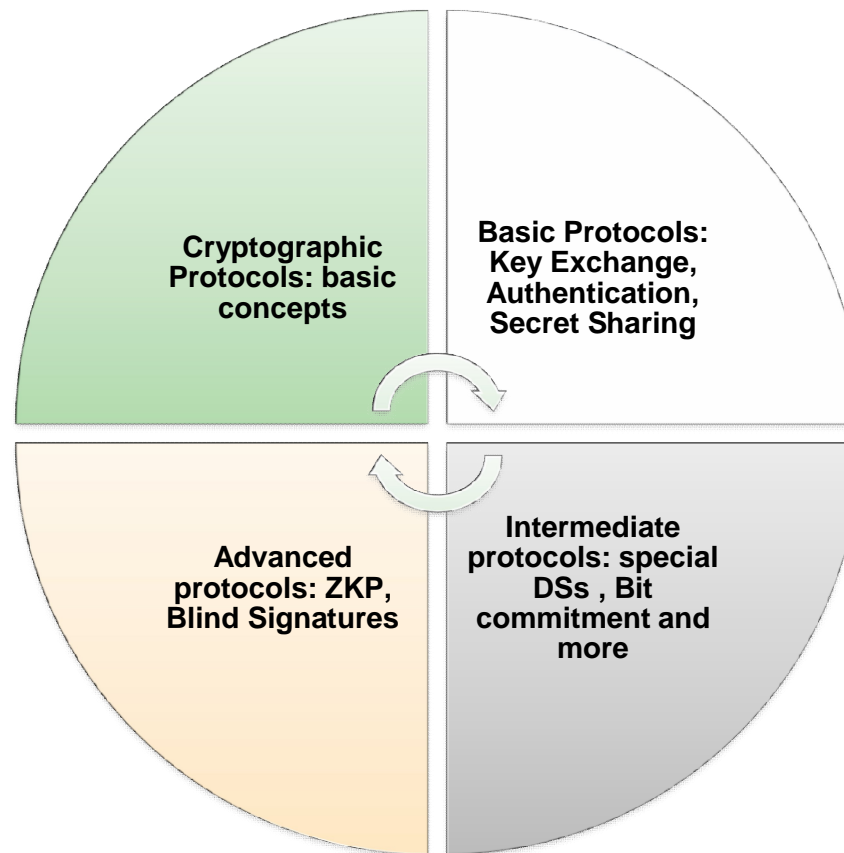 Cryptographic
Protocols: basic
concepts
Basic Protocols:
Key Exchange,
Authentication,
Secret Sharing
Advanced
protocols: ZKP,
Blind Signatures
Intermediate
protocols: special
DSs , Bit
commitment and
more